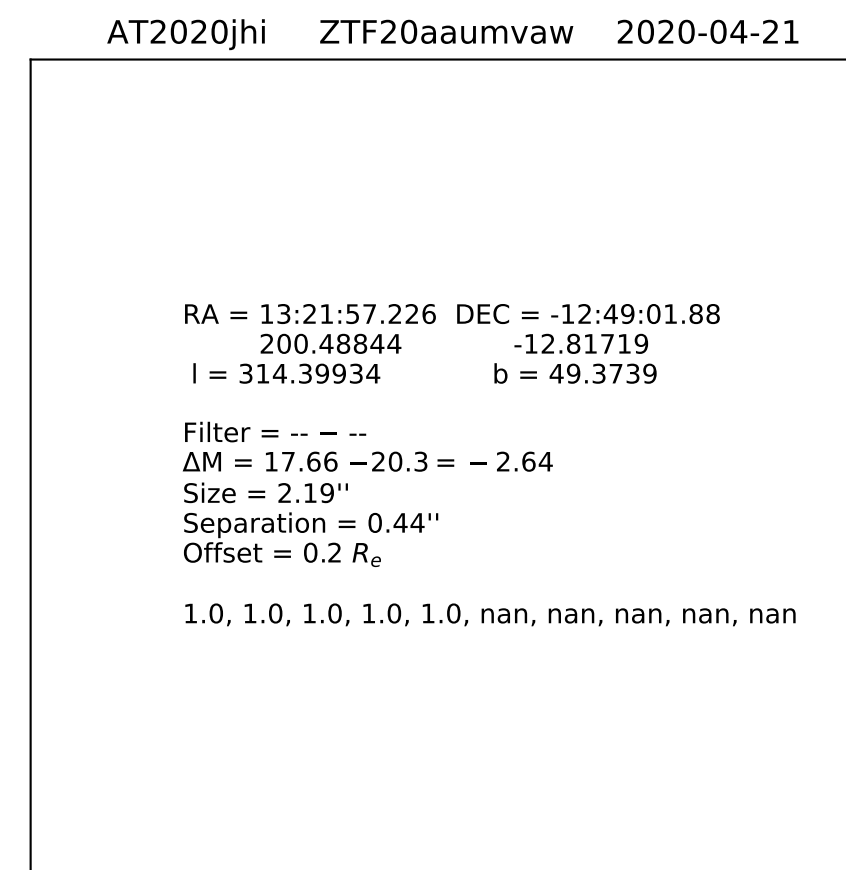 AT2020jhi ZTF20aaumvaw 2020-04-21
RA = 13:21:57.226 DEC = -12:49:01.88
200.48844 -12.81719
l = 314.39934 b = 49.3739
Filter = -- − --
ΔM = 17.66 −20.3 = − 2.64
Size = 2.19''
Separation = 0.44''
Offset = 0.2 Re
1.0, 1.0, 1.0, 1.0, 1.0, nan, nan, nan, nan, nan